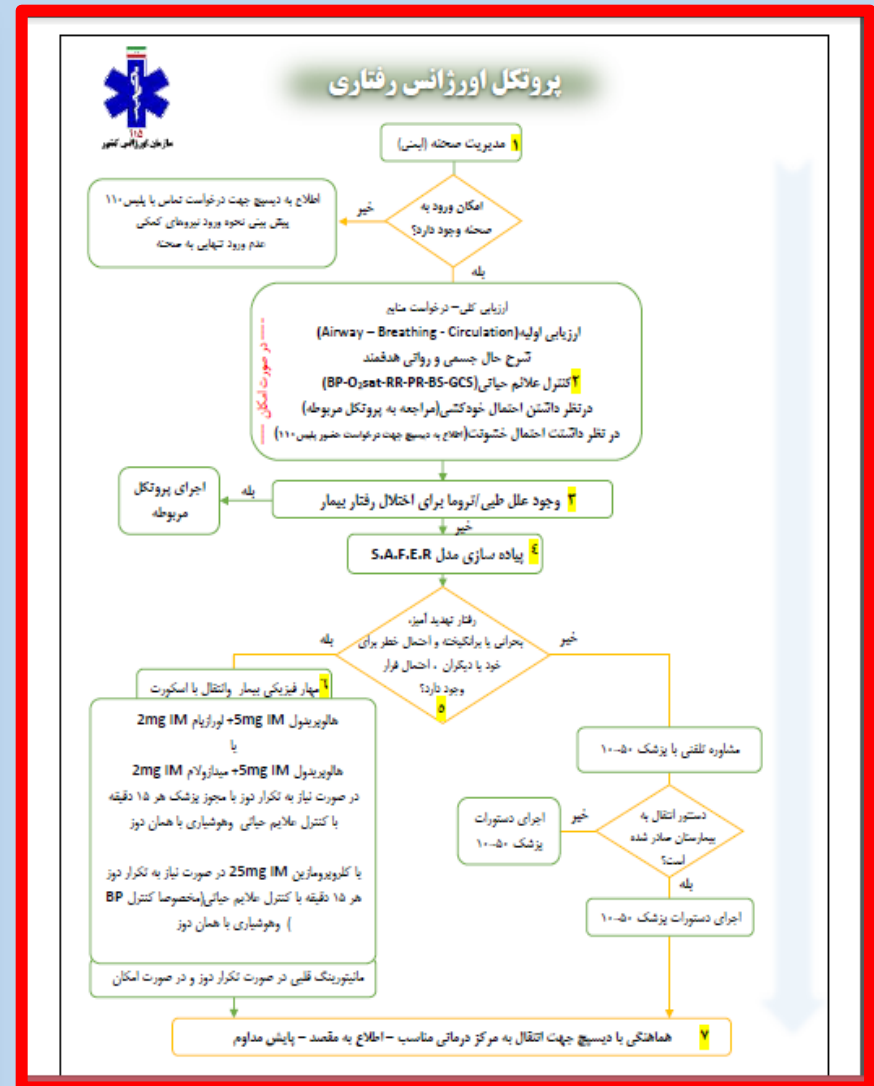 پروتکل اورژانس رفتاری
۱۱۵
سازمان اورژانس کشور
۱ مدیریت صحنه (ایمنی)
امکان ورود به
صحنه وجود دارد؟
خیر
اطلاع به دیسپچ جهت درخواست تماس با پلیس ۱۱۰
پیش بینی نحوه ورود نیروهای کمکی
عدم ورود تنهایی به صحنه
بله
ارزیابی کلی– درخواست منابع
ارزیابی اولیه(Airway – Breathing - Circulation)
شرح حال جسمی و روانی هدفمند
۲ کنترل علائم حیاتی(BP-O₂sat-RR-PR-BS-GCS)
درنظر داشتن احتمال خودکشی(مراجعه به پروتکل مربوطه)
در نظر داشتت احتمال خشونت(اطلاع به دیسپچ جهت درخواست حضور پلیس۱۱۰)
---- در صورت امکان ----
۳ وجود علل طبی/تروما برای اختلال رفتار بیمار
بله
اجرای پروتکل
مربوطه
خیر
٤ پیاده سازی مدل S.A.F.E.R
رفتار تهدید آمیز،
بحرانی یا برانگیخته و احتمال خطر برای
خود یا دیگران ، احتمال فرار
وجود دارد؟
۵
بله
٦ مهار فیزیکی بیمار وانتقال با اسکورت
هالوپریدول 5mg IM+ لورازپام 2mg IM
یا
هالوپریدول 5mg IM+ میدازولام 2mg IM
در صورت نیاز به تکرار دوز با مجوز پزشک هر ۱۵ دقیقه
با کنترل علایم حیاتی وهوشیاری با همان دوز
یا کلروپرومازین 25mg IM در صورت نیاز به تکرار دوز
هر ۱۵ دقیقه با کنترل علایم حیاتی(مخصوصا کنترل BP
) وهوشیاری با همان دوز
مانیتورینگ قلبی در صورت تکرار دوز و در صورت امکان
خیر
مشاوره تلفنی با پزشک ۵۰-۱۰
دستور انتقال به
بیمارستان صادر شده
است؟
خیر
اجرای دستورات
پزشک ۵۰-۱۰
بله
اجرای دستورات پزشک ۵۰-۱۰
۷ هماهنگی با دیسپچ جهت انتقال به مرکز درمانی مناسب – اطلاع به مقصد – پایش مداوم